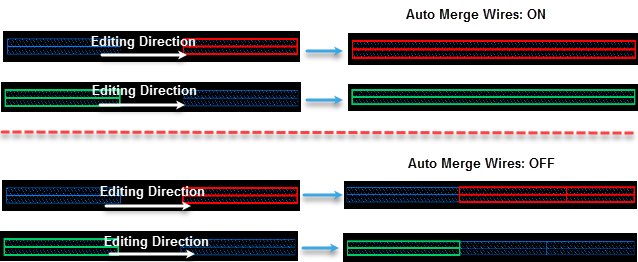 Auto Merge Wires: ON
Editing Direction
Editing Direction
Auto Merge Wires: OFF
Editing Direction
Editing Direction